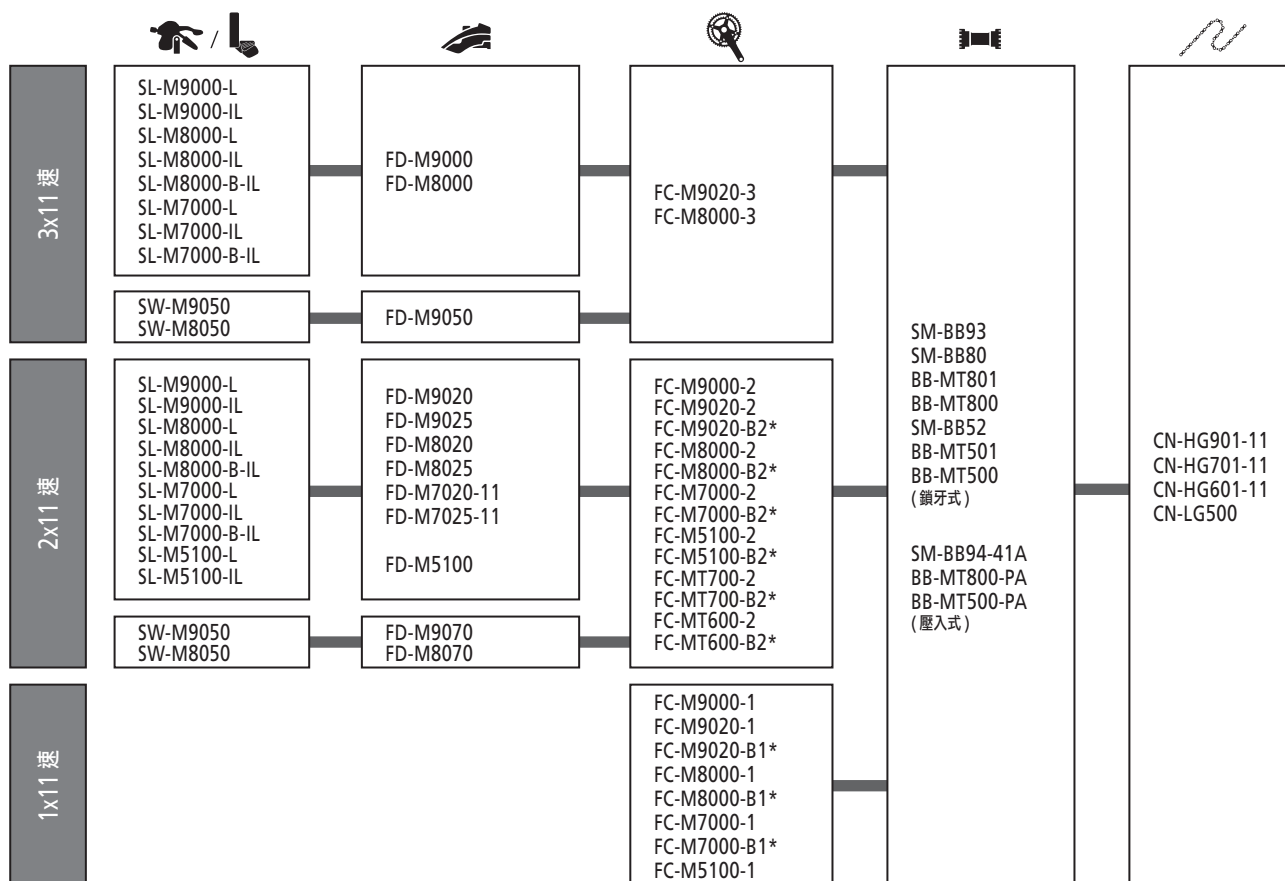 /
3x11 速
SL-M9000-L
SL-M9000-IL
SL-M8000-L
SL-M8000-IL
SL-M8000-B-IL
SL-M7000-L
SL-M7000-IL
SL-M7000-B-IL
FD-M9000
FD-M8000
SW-M9050
SW-M8050
FD-M9050
FC-M9020-3
FC-M8000-3
2x11 速
SL-M9000-L
SL-M9000-IL
SL-M8000-L
SL-M8000-IL
SL-M8000-B-IL
SL-M7000-L
SL-M7000-IL
SL-M7000-B-IL
SL-M5100-L
SL-M5100-IL
FD-M9020
FD-M9025
FD-M8020
FD-M8025
FD-M7020-11
FD-M7025-11
FD-M5100
SW-M9050
SW-M8050
FD-M9070
FD-M8070
FC-M9000-2
FC-M9020-2
FC-M9020-B2*
FC-M8000-2
FC-M8000-B2*
FC-M7000-2
FC-M7000-B2*
FC-M5100-2
FC-M5100-B2*
FC-MT700-2
FC-MT700-B2*
FC-MT600-2
FC-MT600-B2*
1x11 速
FC-M9000-1
FC-M9020-1
FC-M9020-B1*
FC-M8000-1
FC-M8000-B1*
FC-M7000-1
FC-M7000-B1*
FC-M5100-1
SM-BB93
SM-BB80
BB-MT801
BB-MT800
SM-BB52
BB-MT501
BB-MT500
(鎖牙式)
SM-BB94-41A
BB-MT800-PA
BB-MT500-PA
(壓入式)
CN-HG901-11
CN-HG701-11
CN-HG601-11
CN-LG500